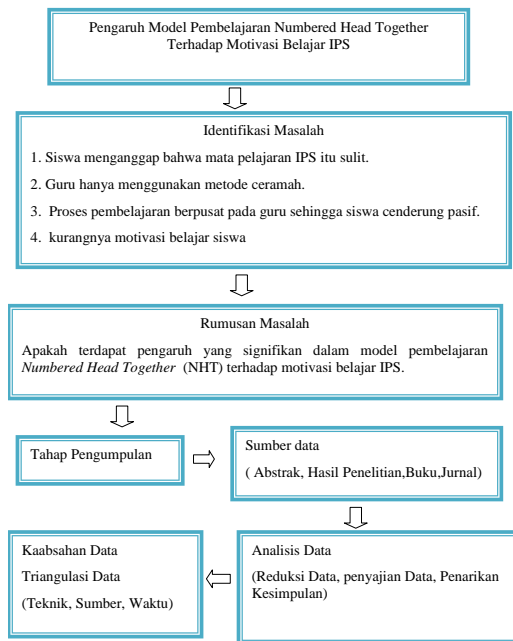 Pengaruh Model Pembelajaran Numbered Head Together
Terhadap Motivasi Belajar IPS
Identifikasi Masalah
1. Siswa menganggap bahwa mata pelajaran IPS itu sulit.
2. Guru hanya menggunakan metode ceramah.
3. Proses pembelajaran berpusat pada guru sehingga siswa cenderung pasif.
4. kurangnya motivasi belajar siswa
Rumusan Masalah
Apakah terdapat pengaruh yang signifikan dalam model pembelajaran
Numbered Head Together (NHT) terhadap motivasi belajar IPS.
Tahap Pengumpulan
Sumber data
( Abstrak, Hasil Penelitian,Buku,Jurnal)
Analisis Data
(Reduksi Data, penyajian Data, Penarikan
Kesimpulan)
Kaabsahan Data
Triangulasi Data
(Teknik, Sumber, Waktu)